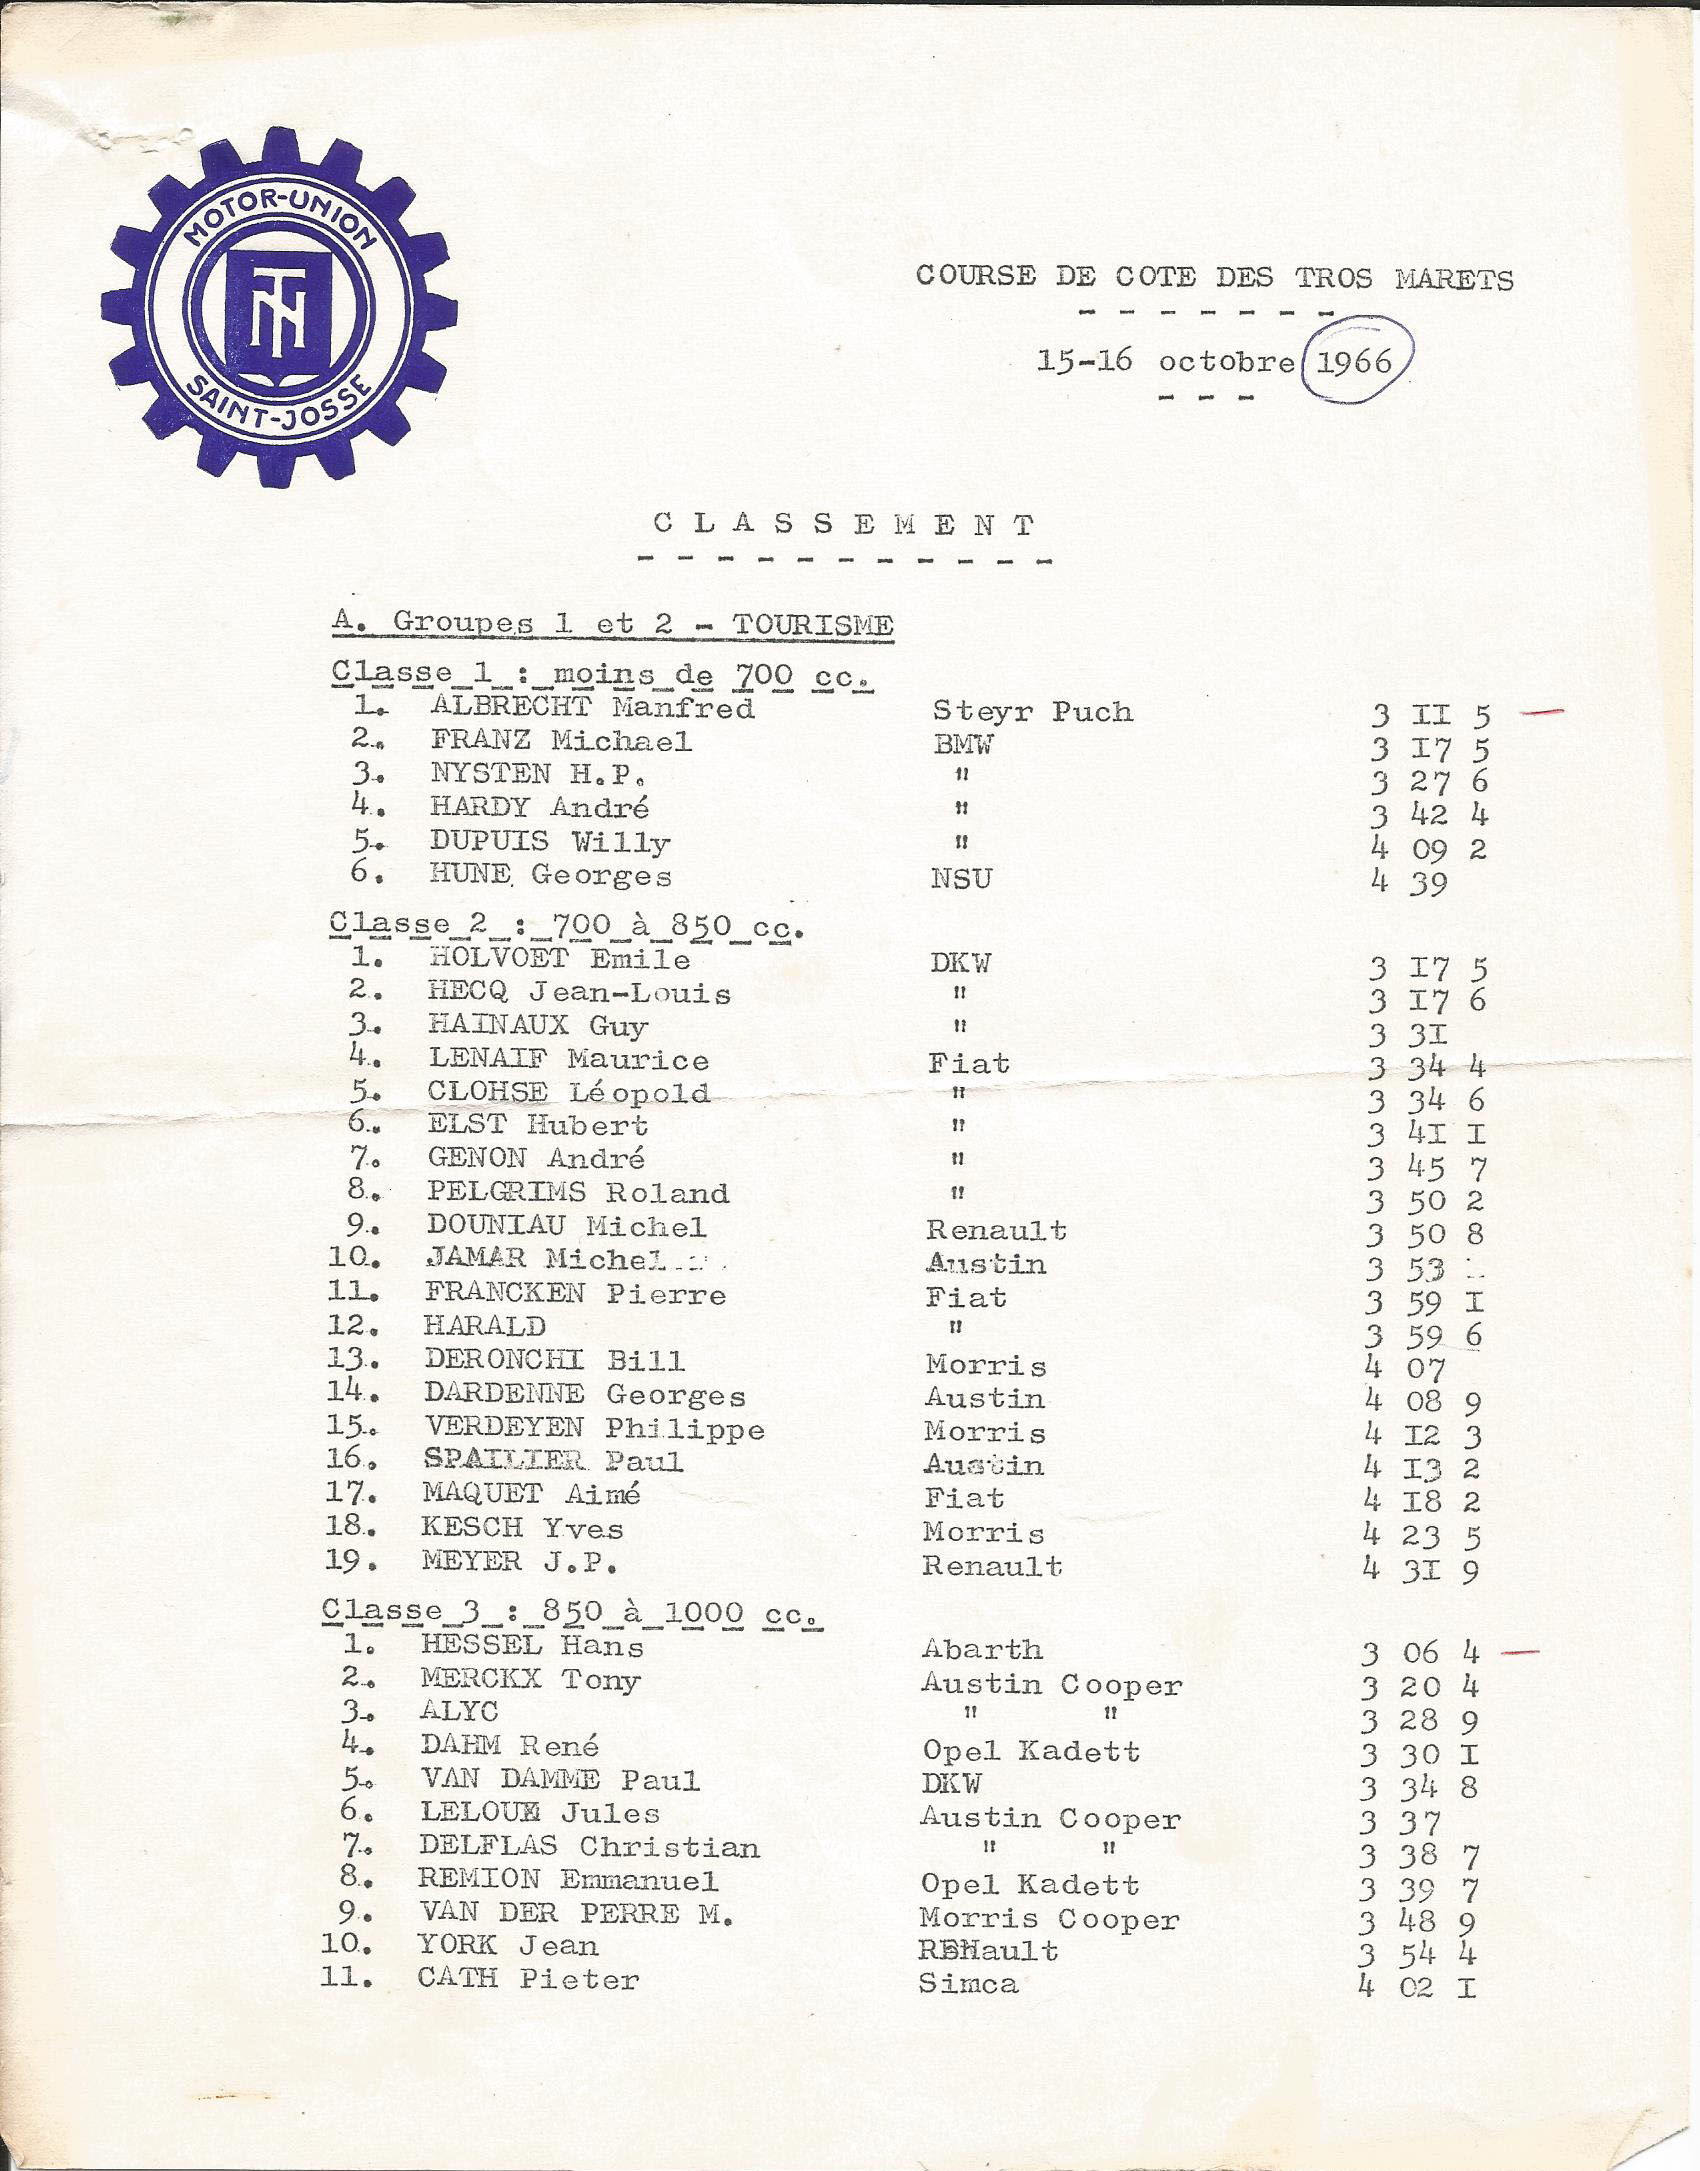 MOTOR-UNION
TN
SAINT-JOSSE
COURSE DE COTE DES TROS MARETS
- - - - - - -
15-16 octobre 1966
- - -
C L A S S E M E N T
- - - - - - - - - - -
A. Groupes 1 et 2 - TOURISME
Classe 1 : moins de 700 cc.
1. ALBRECHT Manfred Steyr Puch 3 II 5
2. FRANZ Michael BMW 3 I7 5
3. NYSTEN H.P. " 3 27 6
4. HARDY André " 3 42 4
5. DUPUIS Willy " 4 09 2
6. HUNE Georges NSU 4 39
Classe 2 : 700 à 850 cc.
1. HOLVOET Emile DKW 3 I7 5
2. HECQ Jean-Louis " 3 I7 6
3. HAINAUX Guy " 3 3I
4. LENAIF Maurice Fiat 3 34 4
5. CLOHSE Léopold " 3 34 6
6. ELST Hubert " 3 4I I
7. GENON André " 3 45 7
8. PELGRIMS Roland " 3 50 2
9. DOUNIAU Michel Renault 3 50 8
10. JAMAR Michel Austin 3 53
11. FRANCKEN Pierre Fiat 3 59 I
12. HARALD " 3 59 6
13. DERONCHI Bill Morris 4 07
14. DARDENNE Georges Austin 4 08 9
15. VERDEYEN Philippe Morris 4 I2 3
16. SPAILIER Paul Austin 4 I3 2
17. MAQUET Aimé Fiat 4 I8 2
18. KESCH Yves Morris 4 23 5
19. MEYER J.P. Renault 4 3I 9
Classe 3 : 850 à 1000 cc.
1. HESSEL Hans Abarth 3 06 4
2. MERCKX Tony Austin Cooper 3 20 4
3. ALYC " " 3 28 9
4. DAHM René Opel Kadett 3 30 I
5. VAN DAMME Paul DKW 3 34 8
6. Jules Austin Cooper 3 37
7. DELFLAS Christian " " 3 38 7
8. REMION Emmanuel Opel Kadett 3 39 7
9. VAN DER PERRE M. Morris Cooper 3 48 9
10. YORK Jean RENault 3 54 4
11. CATH Pieter Simca 4 02 I